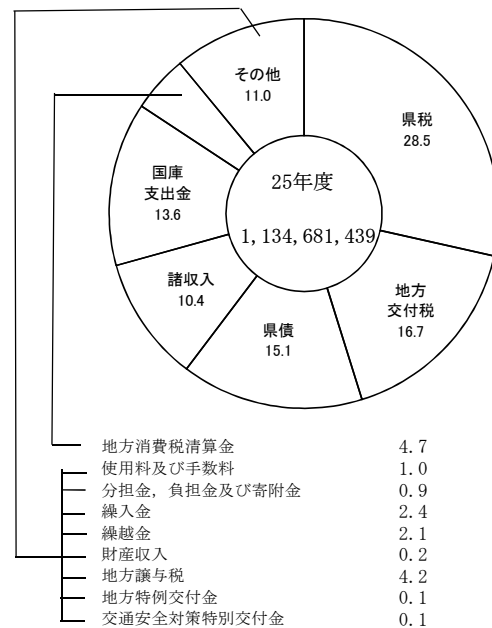 その他
11.0
県税
28.5
国庫
支出金
13.6
25年度
1,134,681,439
諸収入
10.4
地方
交付税
16.7
県債
15.1
地方消費税清算金 4.7
使用料及び手数料 1.0
分担金，負担金及び寄附金 0.9
繰入金 2.4
繰越金 2.1
財産収入 0.2
地方譲与税 4.2
地方特例交付金 0.1
交通安全対策特別交付金 0.1